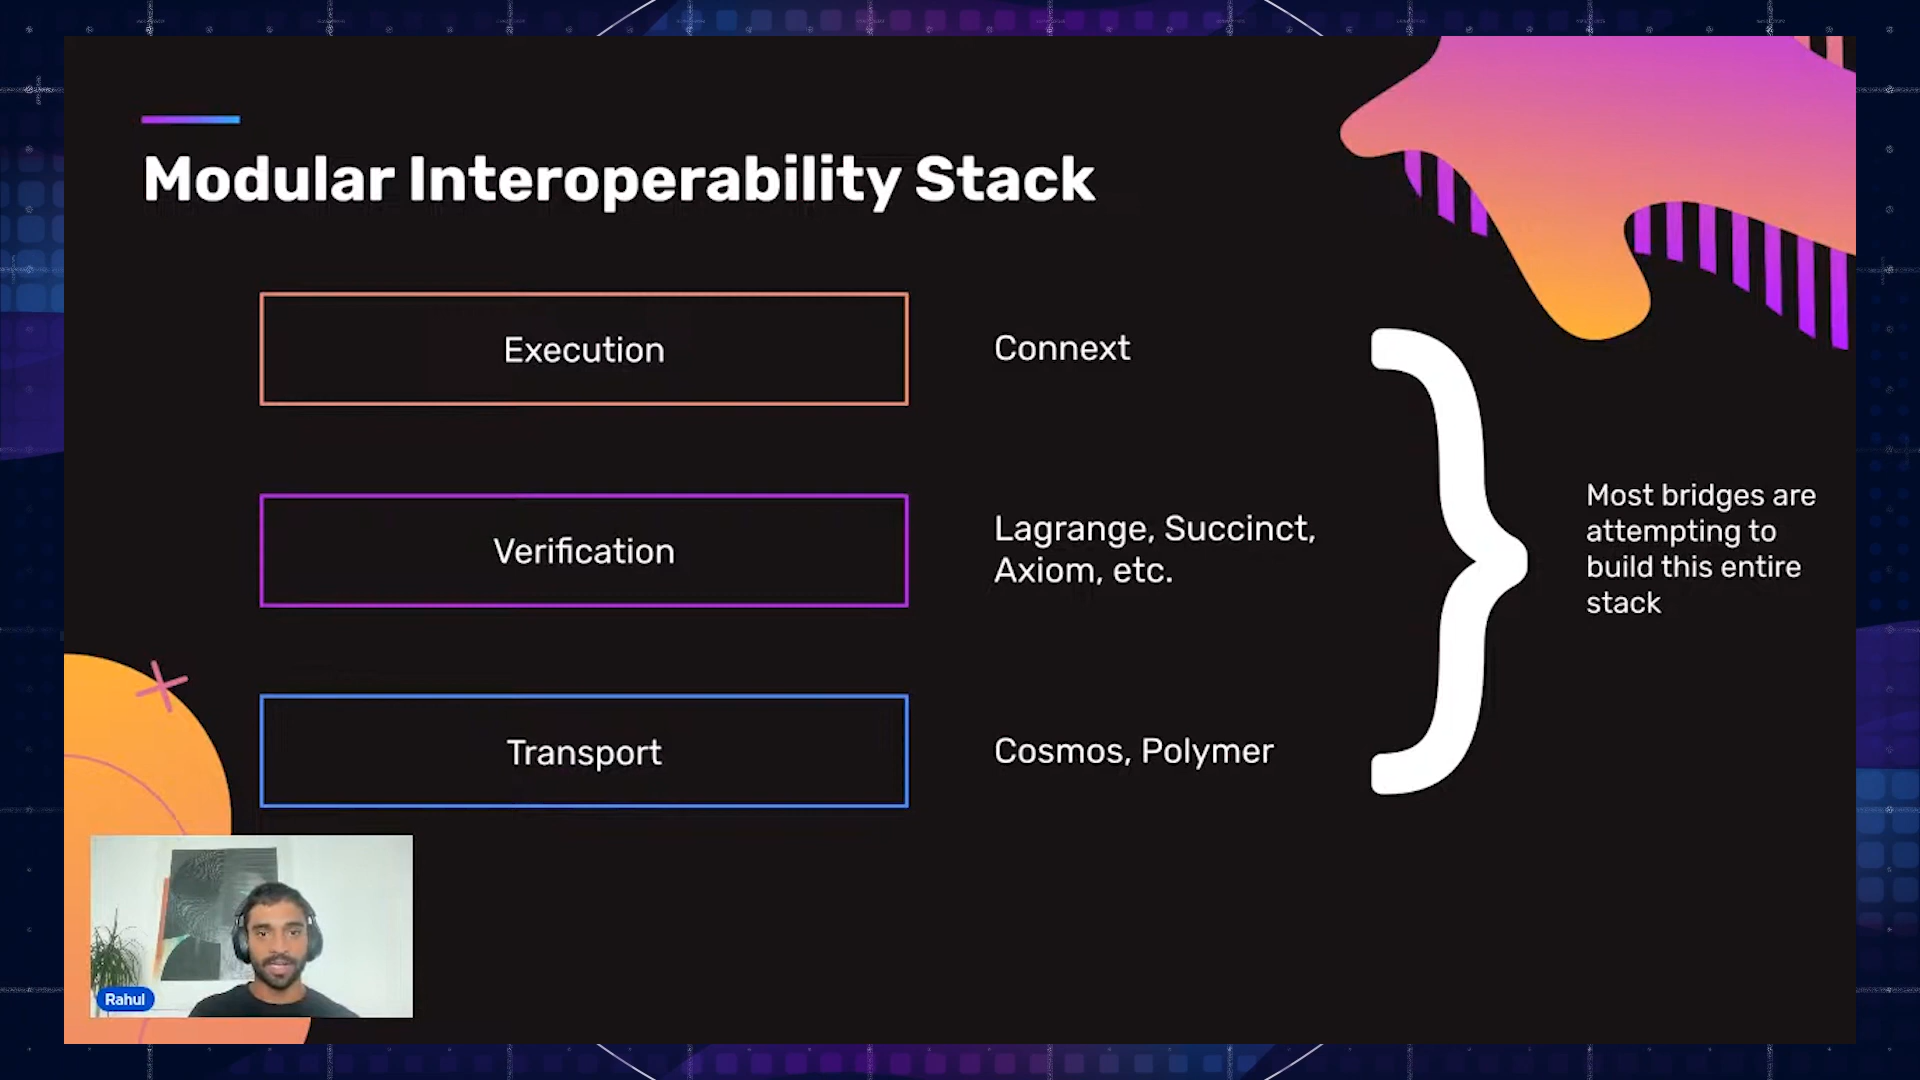 Modular Interoperability Stack
Execution
Connext
Verification
Lagrange, Succinct,
Axiom, etc.
Transport
Cosmos, Polymer
Most bridges are
attempting to
build this entire
stack
Rahul